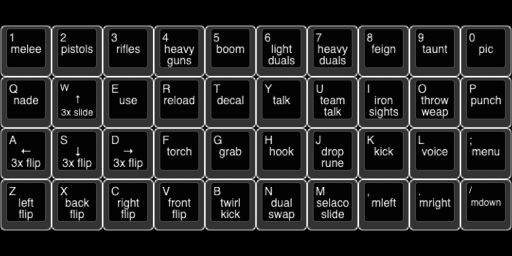 1 2 3 4 5 6 7 8 9 0
melee pistols rifles heavy guns boom light duals heavy duals feign taunt pic
Q W E R T Y U I O P
nade ↑ 3x slide use reload decal talk team talk iron sights throw weap punch
A S D F G H J K L ;
← 3x flip ↓ 3x flip → 3x flip torch grab hook drop rune kick voice menu
Z X C V B N M , . /
left flip back flip right flip front flip twirl kick dual swap selaco slide mleft mright mdown